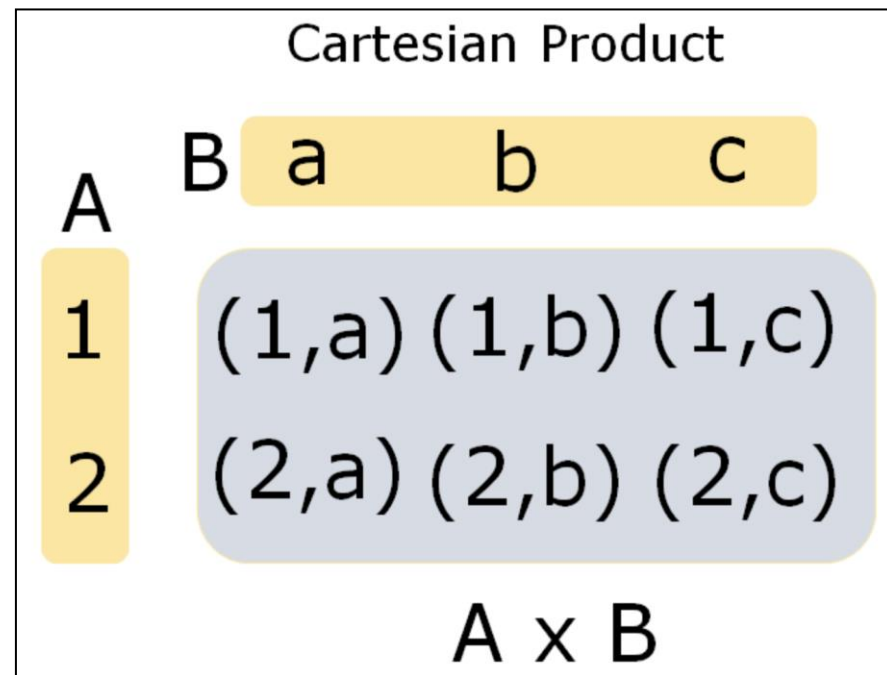 Cartesian Product
B a b c
A
1 (1,a) (1,b) (1,c)
2 (2,a) (2,b) (2,c)
A x B